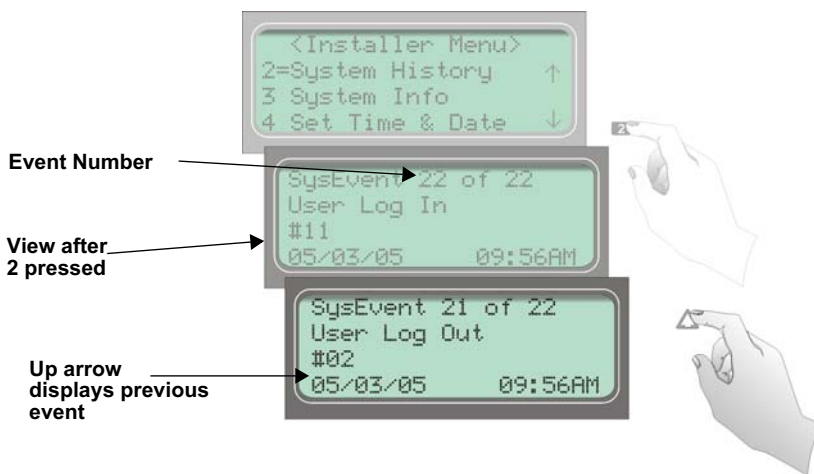 <Installer Menu>
2=System History ↑
3 System Info
4 Set Time & Date ↓
2
Event Number
SysEvent 22 of 22
User Log In
#11
05/03/05 09:56AM
View after
2 pressed
SysEvent 21 of 22
User Log Out
#02
05/03/05 09:56AM
Up arrow
displays previous
event